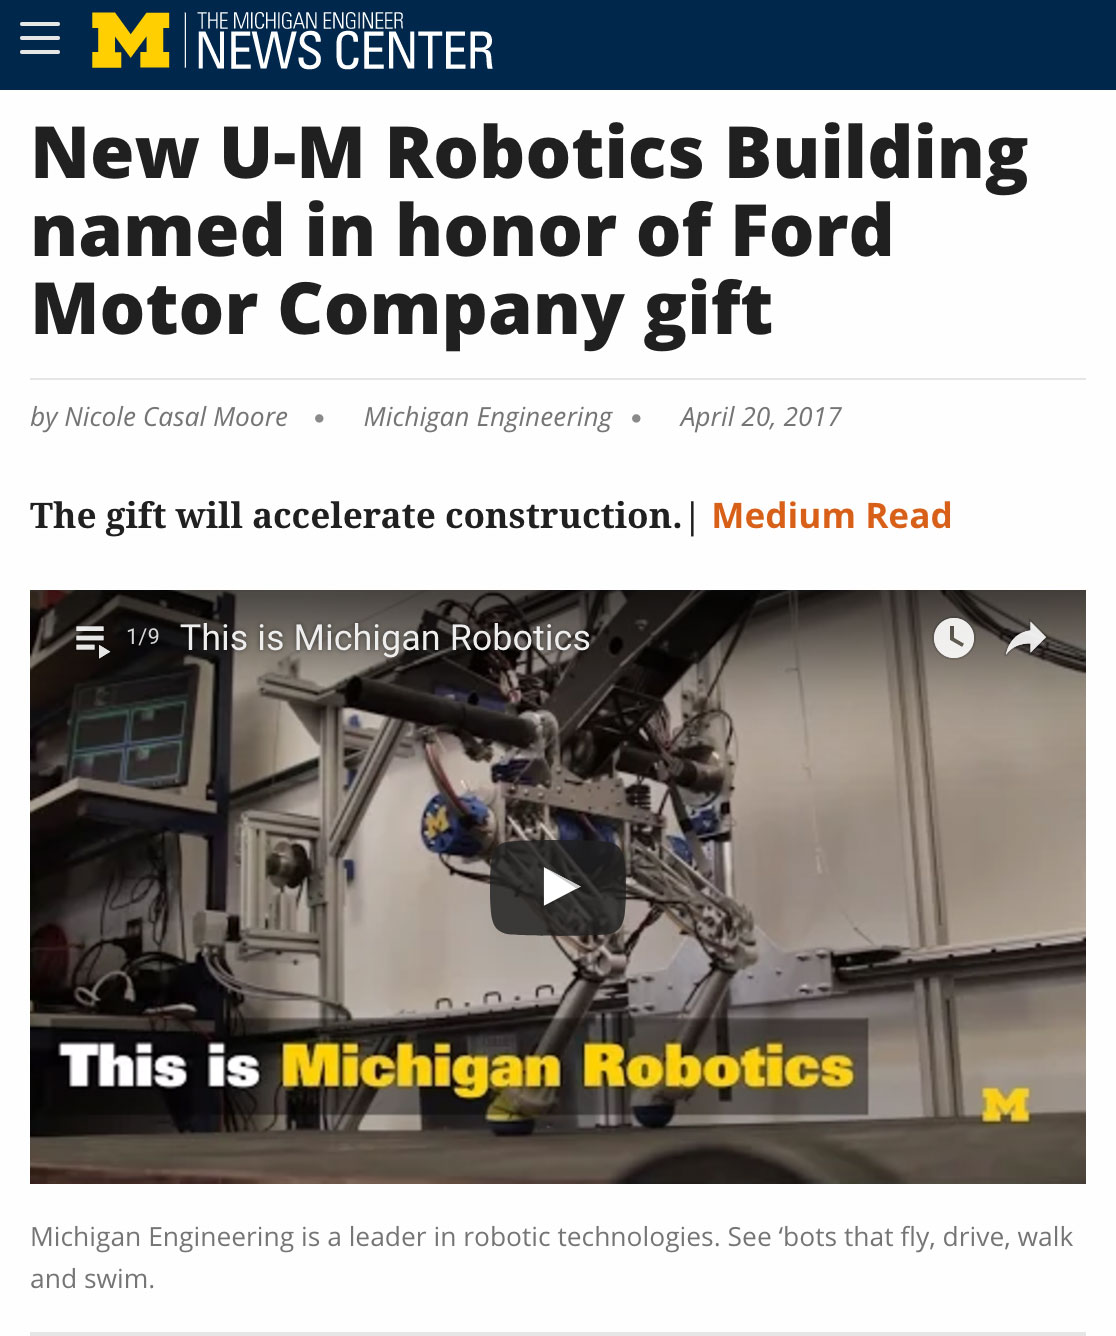 M
THE MICHIGAN ENGINEER
NEWS CENTER
New U-M Robotics Building
named in honor of Ford
Motor Company gift
by Nicole Casal Moore • Michigan Engineering • April 20, 2017
The gift will accelerate construction.| Medium Read
1/9 This is Michigan Robotics
M
This is Michigan Robotics
M
Michigan Engineering is a leader in robotic technologies. See ‘bots that fly, drive, walk
and swim.